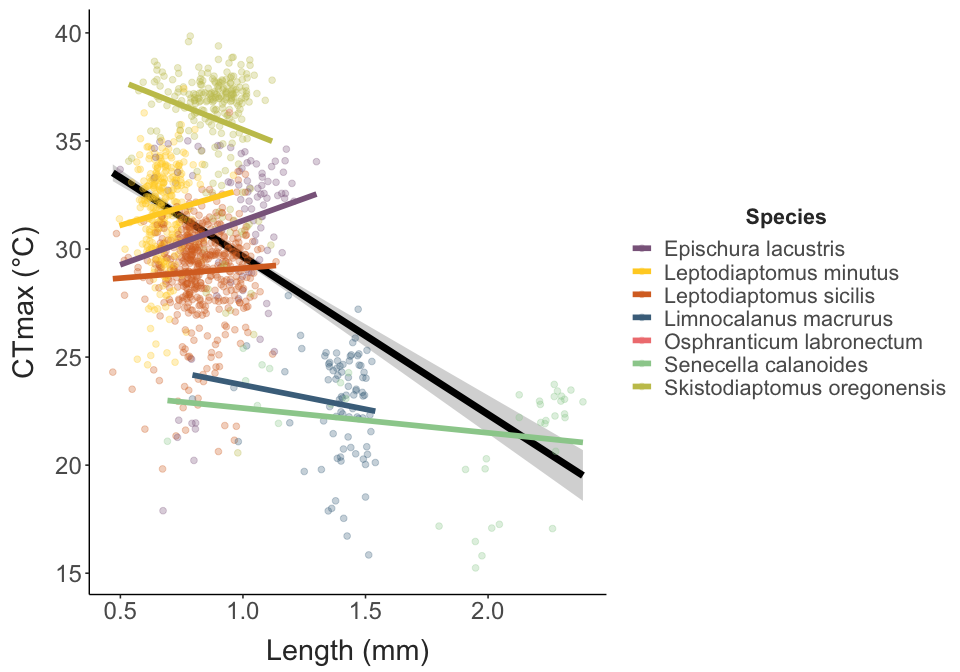 40
35
30
25
20
15
CTmax (°C)
0.5 1.0 1.5 2.0
Length (mm)
Species
Epischura lacustris
Leptodiaptomus minutus
Leptodiaptomus sicilis
Limnocalanus macrurus
Osphranticum labronectum
Senecella calanoides
Skistodiaptomus oregonensis